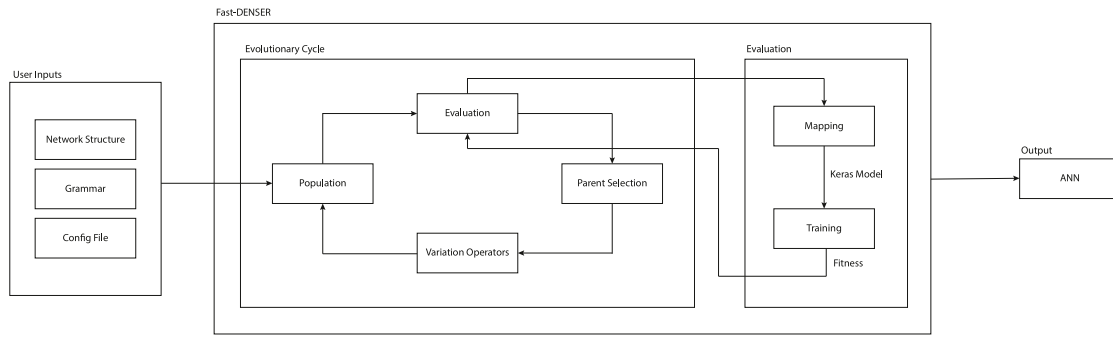 Fast-DENSER
User Inputs
Network Structure
Grammar
Config File
Evolutionary Cycle
Evaluation
Population
Parent Selection
Variation Operators
Evaluation
Mapping
Keras Model
Training
Fitness
Output
ANN